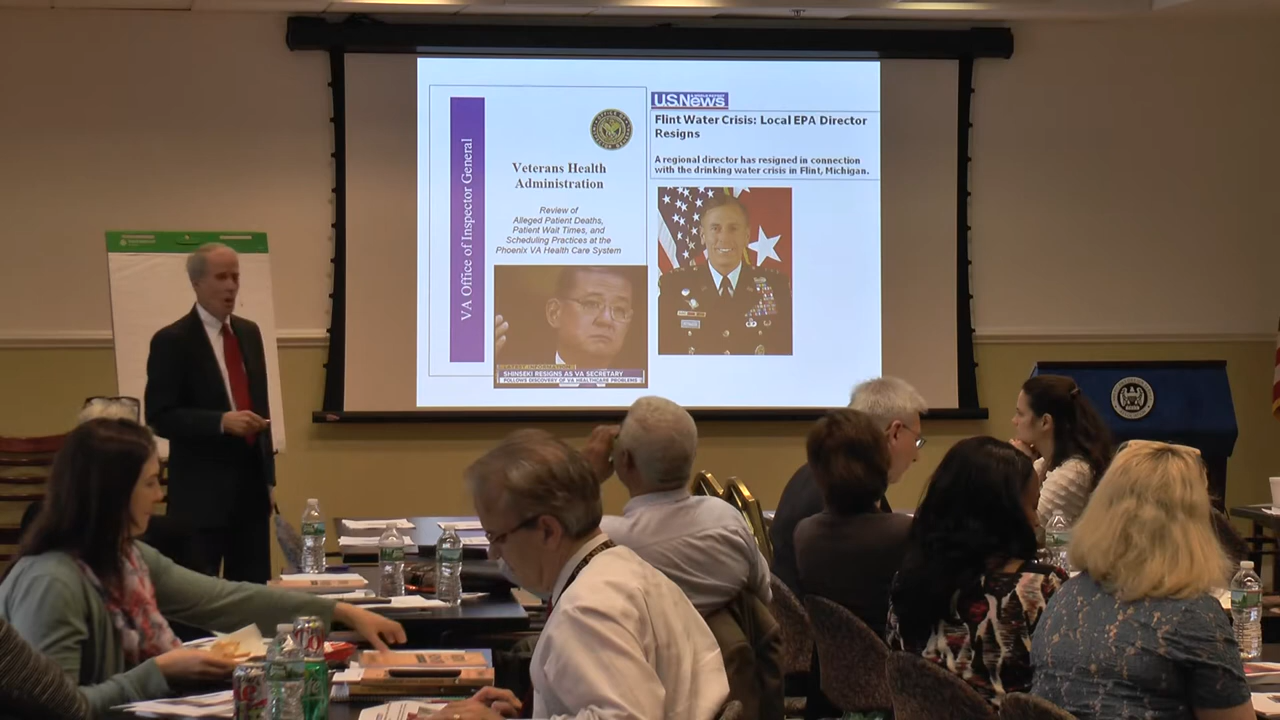 VA Office of Inspector General
Veterans Health
Administration
Review of
Alleged Patient Deaths,
Patient Wait Times, and
Scheduling Practices at the
Phoenix VA Health Care System
SHINSEKI RESIGNS AS VA SECRETARY
FOLLOWS DISCOVERY OF VA HEALTHCARE PROBLEMS
U.S.News
Flint Water Crisis: Local EPA Director
Resigns
A regional director has resigned in connection
with the drinking water crisis in Flint, Michigan.